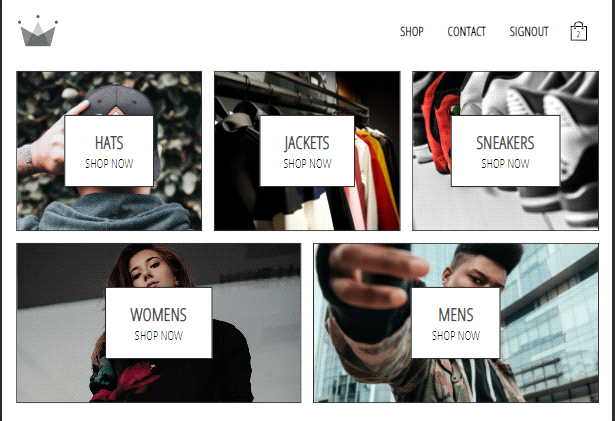 SHOP CONTACT SIGNOUT 2
HATS
SHOP NOW
JACKETS
SHOP NOW
SNEAKERS
SHOP NOW
WOMENS
SHOP NOW
MENS
SHOP NOW